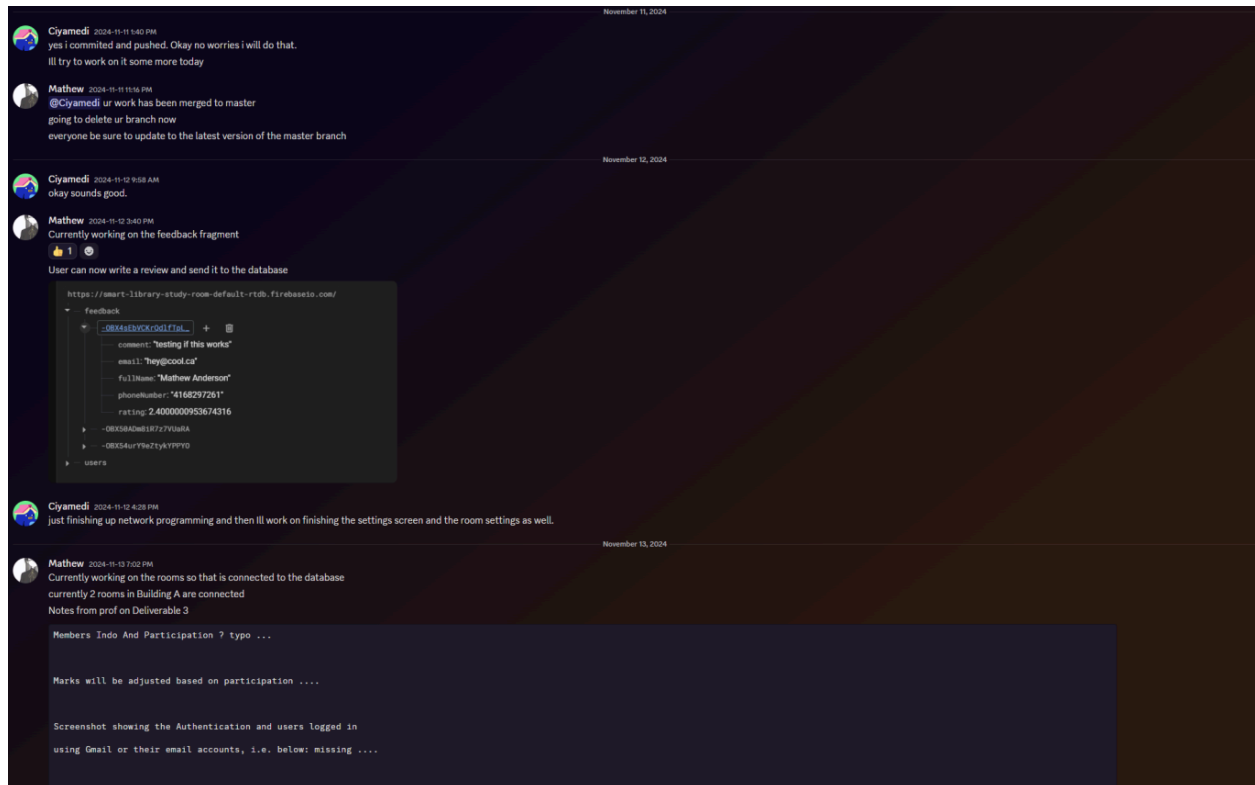 November 11, 2024
Ciyamedi 2024-11-11 1:40 PM
yes i commited and pushed. Okay no worries i will do that.
Ill try to work on it some more today
Mathew 2024-11-11 11:16 PM
@Ciyamedi ur work has been merged to master
going to delete ur branch now
everyone be sure to update to the latest version of the master branch
November 12, 2024
Ciyamedi 2024-11-12 9:58 AM
okay sounds good.
Mathew 2024-11-12 3:40 PM
Currently working on the feedback fragment
1
User can now write a review and send it to the database
https://smart-library-study-room-default-rtdb.firebaseio.com/
feedback
comment: "testing if this works"
email: "hey@cool.ca"
fullName: "Mathew Anderson"
phoneNumber: "4168297261"
rating: 2.4000000953674316
users
Ciyamedi 2024-11-12 4:28 PM
just finishing up network programming and then Ill work on finishing the settings screen and the room settings as well.
November 13, 2024
Mathew 2024-11-13 7:02 PM
Currently working on the rooms so that is connected to the database
currently 2 rooms in Building A are connected
Notes from prof on Deliverable 3
Members Indo And Participation ? typo ...
Marks will be adjusted based on participation ....
Screenshot showing the Authentication and users logged in
using Gmail or their email accounts, i.e. below: missing ....